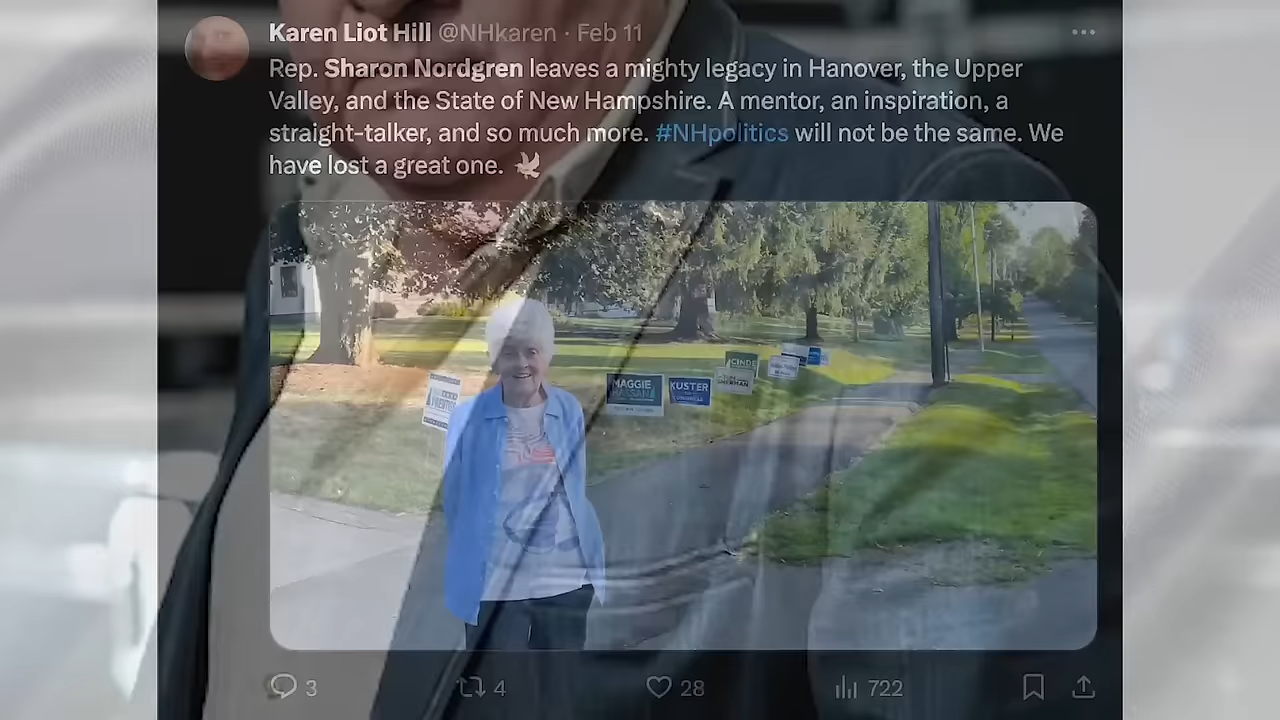 Karen Liot Hill @NHkaren · Feb 11
Rep. Sharon Nordgren leaves a mighty legacy in Hanover, the Upper
Valley, and the State of New Hampshire. A mentor, an inspiration, a
straight-talker, and so much more. #NHpolitics will not be the same. We
have lost a great one.
MAGGIE
HASSAN
KUSTER
CONGRESS
CINDE
TOM
SHERMAN
3
4
28
722